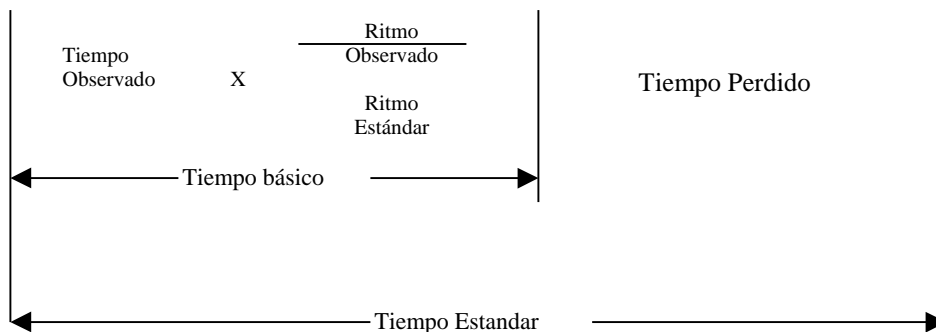 Tiempo
Observado
X
Ritmo
Observado
Ritmo
Estándar
Tiempo Perdido
Tiempo básico
Tiempo Estandar